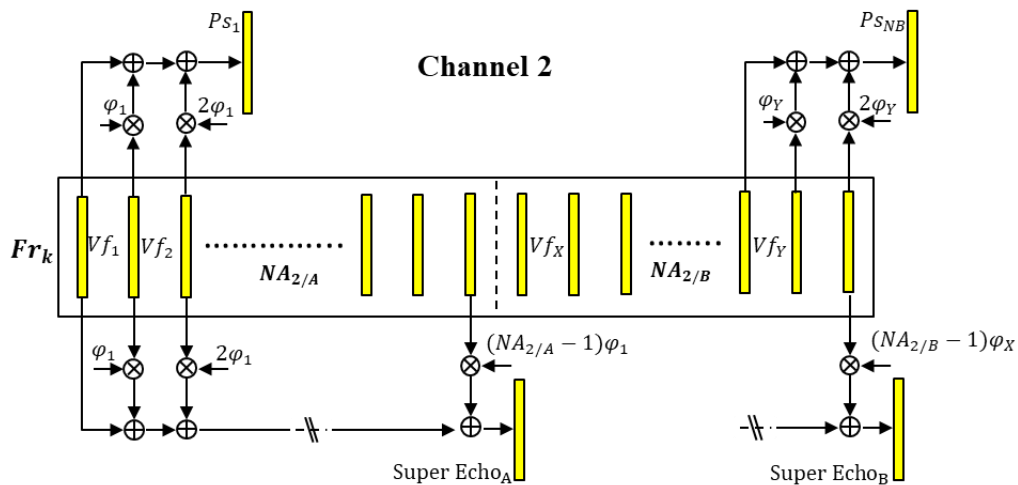 Ps₁
Ps_NB
Channel 2
φ₁
2φ₁
φ_Y
2φ_Y
Fr_k
Vf₁
Vf₂
NA_2/A
Vf_X
NA_2/B
Vf_Y
φ₁
2φ₁
(NA_2/A − 1)φ₁
(NA_2/B − 1)φ_X
Super Echo_A
Super Echo_B